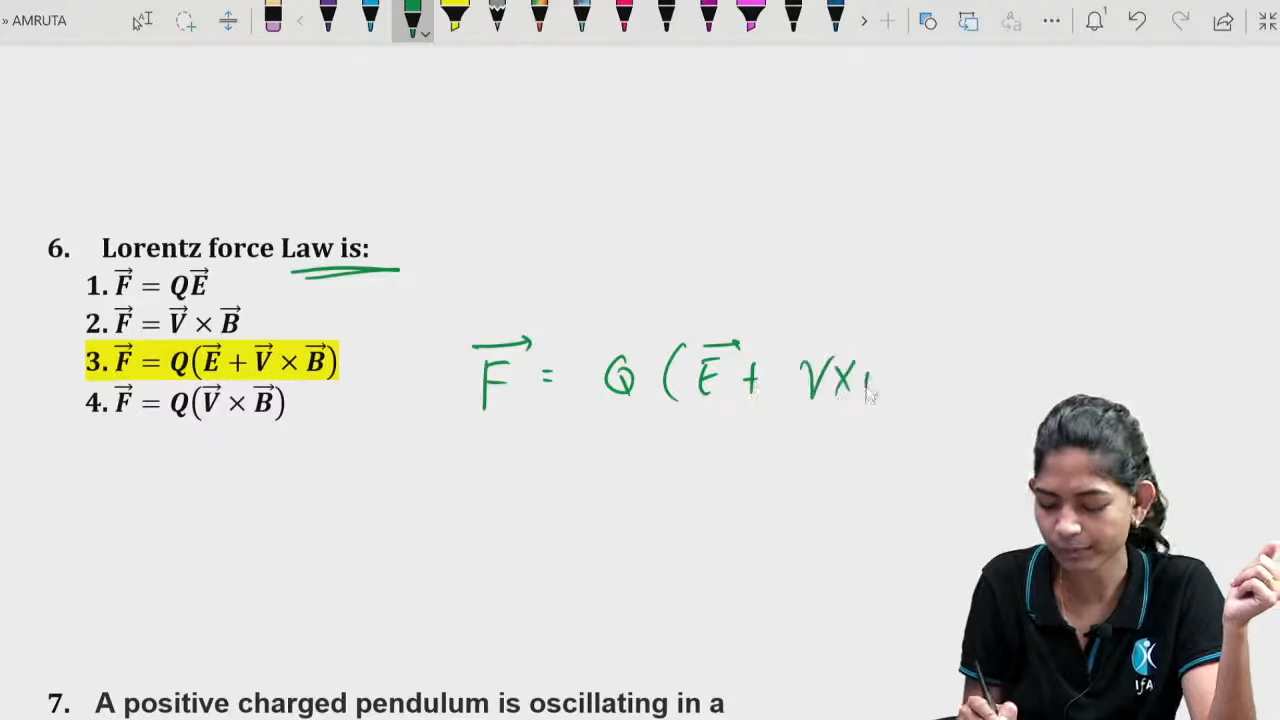 » AMRUTA
6. Lorentz force Law is:
1. F⃗ = QE⃗
2. F⃗ = V⃗ × B⃗
3. F⃗ = Q(E⃗ + V⃗ × B⃗)
4. F⃗ = Q(V⃗ × B⃗)
F⃗ = Q (E⃗ + V×
IfA
7. A positive charged pendulum is oscillating in a